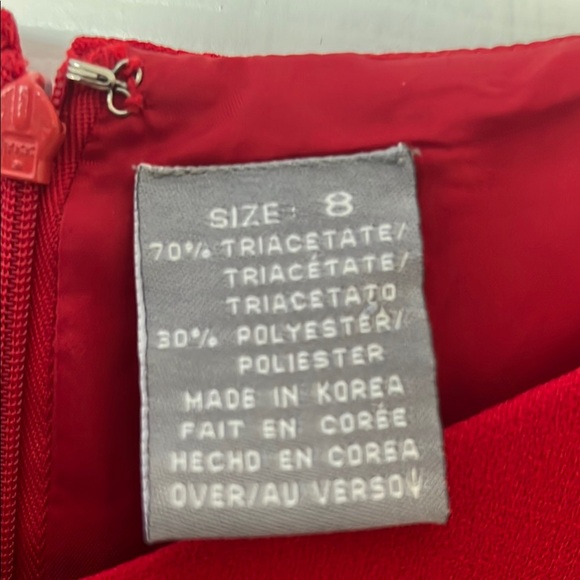 SIZE: 8
70% TRIACETATE/
TRIACÉTATE/
TRIACETATO
30% POLYESTER/
POLIESTER
MADE IN KOREA
FAIT EN CORÉE
HECHO EN COREA
OVER/AU VERSO